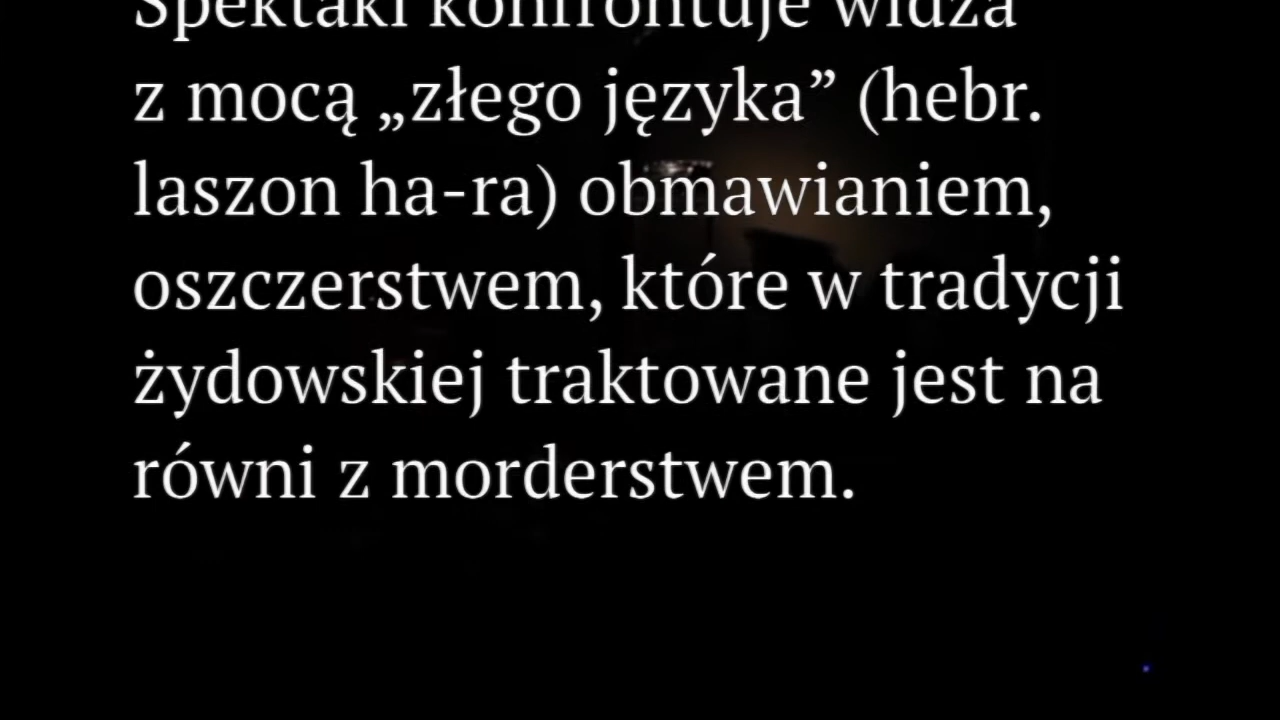 Spektakl konfrontuje widza
z mocą „złego języka” (hebr.
laszon ha-ra) obmawianiem,
oszczerstwem, które w tradycji
żydowskiej traktowane jest na
równi z morderstwem.